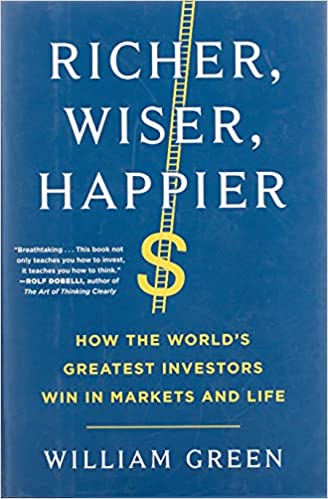 RICHER,
WISER,
HAPPIER
"Breathtaking . . . This book not
only teaches you how to invest,
it teaches you how to think."
—ROLF DOBELLI, author of
The Art of Thinking Clearly
$
HOW THE WORLD'S
GREATEST INVESTORS
WIN IN MARKETS AND LIFE
WILLIAM GREEN